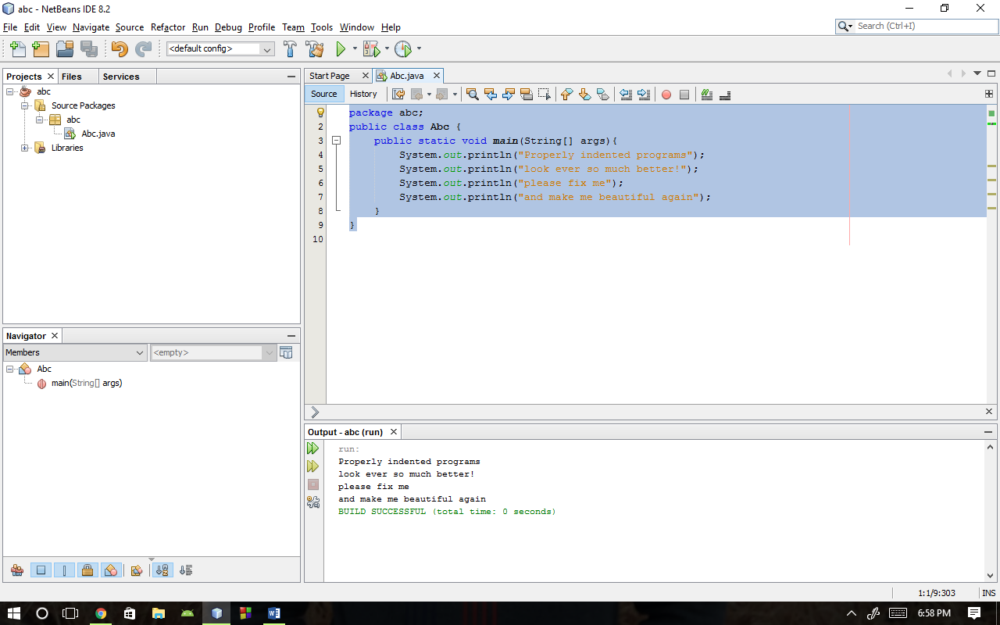 abc - NetBeans IDE 8.2
File Edit View Navigate Source Refactor Run Debug Profile Team Tools Window Help
Search (Ctrl+I)
<default config>
Projects Files Services
abc
Source Packages
abc
Abc.java
Libraries
Start Page Abc.java
Source History
1 package abc;
2 public class Abc {
3 public static void main(String[] args){
4 System.out.println("Properly indented programs");
5 System.out.println("look ever so much better!");
6 System.out.println("please fix me");
7 System.out.println("and make me beautiful again");
8 }
9 }
10
Navigator
Members <empty>
Abc
main(String[] args)
Output - abc (run)
run:
Properly indented programs
look ever so much better!
please fix me
and make me beautiful again
BUILD SUCCESSFUL (total time: 0 seconds)
1:1/9:303 INS
6:58 PM